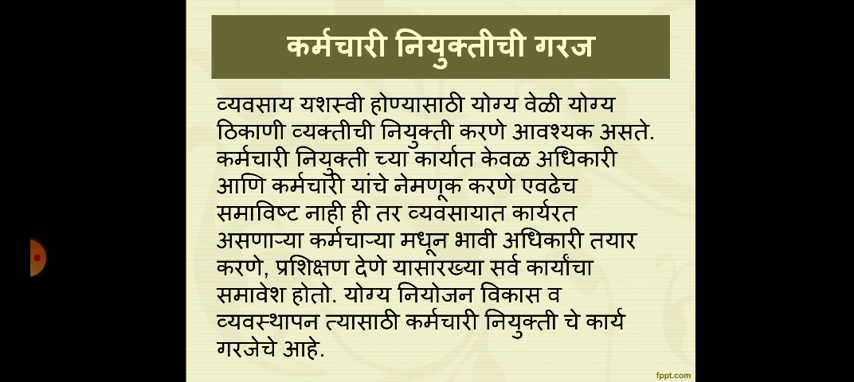 कर्मचारी नियुक्तीची गरज
व्यवसाय यशस्वी होण्यासाठी योग्य वेळी योग्य
ठिकाणी व्यक्तीची नियुक्ती करणे आवश्यक असते.
कर्मचारी नियुक्ती च्या कार्यात केवळ अधिकारी
आणि कर्मचारी यांचे नेमणूक करणे एवढेच
समाविष्ट नाही ही तर व्यवसायात कार्यरत
असणाऱ्या कर्मचाऱ्या मधून भावी अधिकारी तयार
करणे, प्रशिक्षण देणे यासारख्या सर्व कार्यांचा
समावेश होतो. योग्य नियोजन विकास व
व्यवस्थापन त्यासाठी कर्मचारी नियुक्ती चे कार्य
गरजेचे आहे.
fppt.com